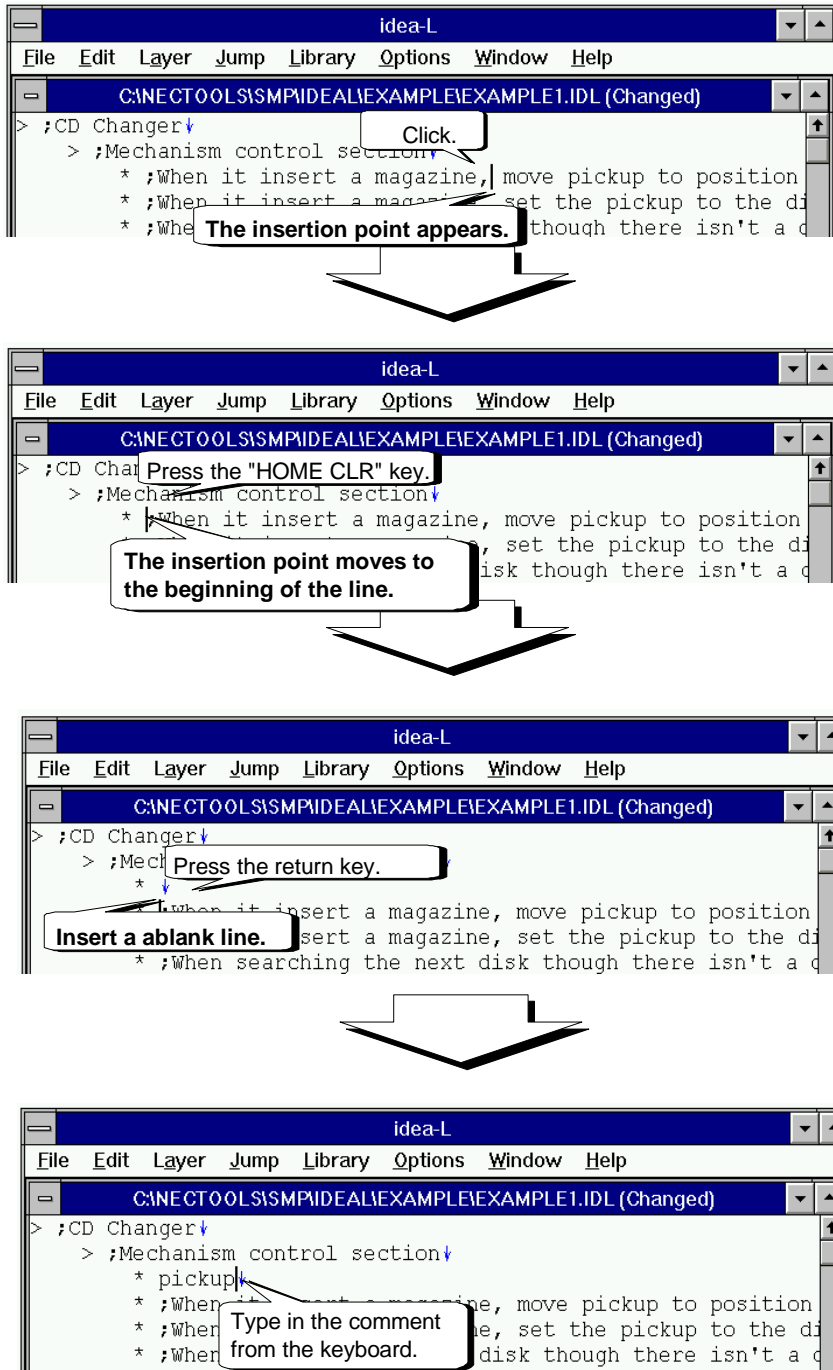 idea-L
File Edit Layer Jump Library Options Window Help
C:\NECTOOLS\SMP\IDEAL\EXAMPLE\EXAMPLE1.IDL (Changed)
> ;CD Changer↓
Click.
> ;Mechanism control section↓
* ;When it insert a magazine, move pickup to position
* ;When it insert a magazine, set the pickup to the di
The insertion point appears.
* ;Whe though there isn't a
idea-L
File Edit Layer Jump Library Options Window Help
C:\NECTOOLS\SMP\IDEAL\EXAMPLE\EXAMPLE1.IDL (Changed)
> ;CD Cha
Press the "HOME CLR" key.
> ;Mechanism control section↓
* ;When it insert a magazine, move pickup to position
, set the pickup to the di
The insertion point moves to
the beginning of the line.
isk though there isn't a
idea-L
File Edit Layer Jump Library Options Window Help
C:\NECTOOLS\SMP\IDEAL\EXAMPLE\EXAMPLE1.IDL (Changed)
> ;CD Changer↓
> ;Mech
Press the return key.
* ↓
* ;When it insert a magazine, move pickup to position
Insert a ablank line.
sert a magazine, set the pickup to the di
* ;When searching the next disk though there isn't a
idea-L
File Edit Layer Jump Library Options Window Help
C:\NECTOOLS\SMP\IDEAL\EXAMPLE\EXAMPLE1.IDL (Changed)
> ;CD Changer↓
> ;Mechanism control section↓
* pickup↓
* ;When it insert a magazine, move pickup to position
Type in the comment
from the keyboard.
* ;When ne, set the pickup to the di
* ;When disk though there isn't a